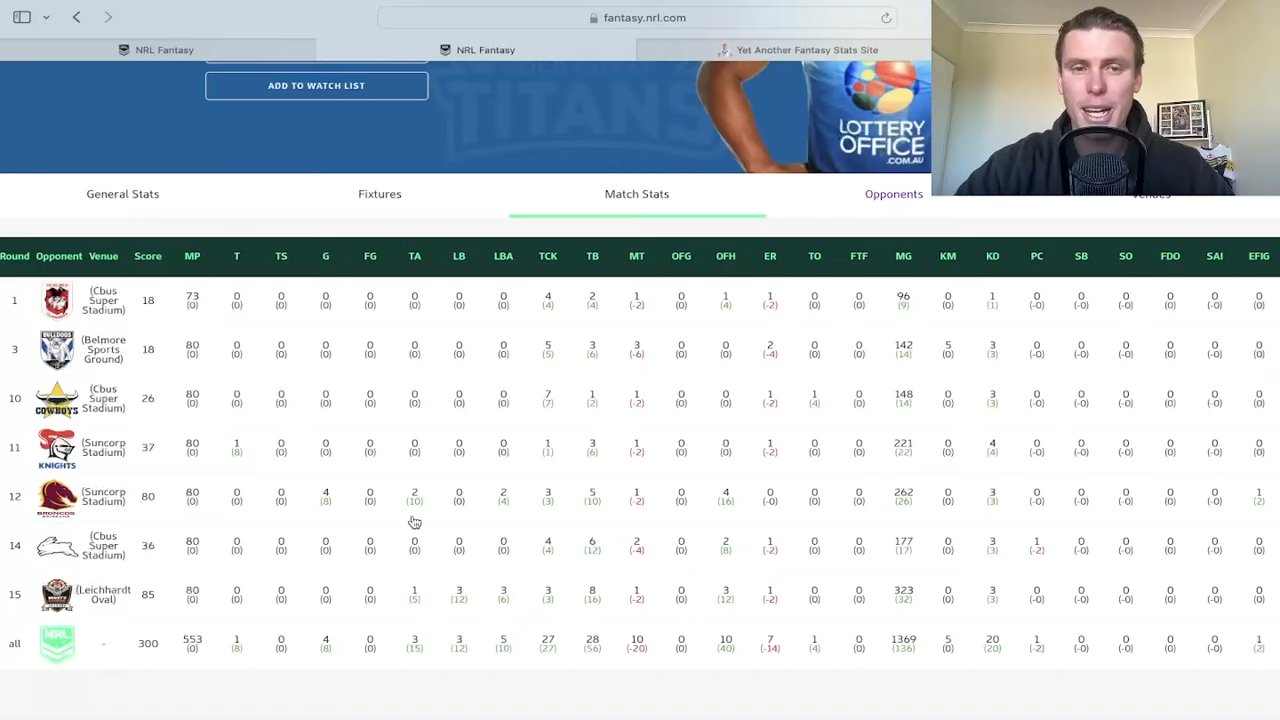 fantasy.nrl.com
NRL Fantasy NRL Fantasy Yet Another Fantasy Stats Site
ADD TO WATCH LIST
TITANS
LOTTERY
OFFICE
.COM.AU
General Stats Fixtures Match Stats Opponents Venues
Round Opponent Venue Score MP T TS G FG TA LB LBA TCK TB MT OFG OFH ER TO FTF MG KM KD PC SB SO FDO SAI EFIG
1 (Cbus Super Stadium) 18 73 0 0 0 0 0 0 0 4 2 1 0 1 1 0 0 96 0 1 0 0 0 0 0 0
(0) (0) (0) (0) (0) (0) (0) (0) (4) (4) (-2) (0) (4) (-2) (0) (0) (9) (0) (1) (-0) (-0) (-0) (0) (-0) (0)
3 (Belmore Sports Ground) 18 80 0 0 0 0 0 0 0 5 3 3 0 0 2 0 0 142 5 3 0 0 0 0 0 0
(0) (0) (0) (0) (0) (0) (0) (0) (5) (6) (-6) (0) (0) (-4) (0) (0) (14) (0) (3) (-0) (-0) (-0) (0) (-0) (0)
10 COWBOYS (Cbus Super Stadium) 26 80 0 0 0 0 0 0 0 7 1 1 0 0 1 1 0 148 0 3 0 0 0 0 0 0
(0) (0) (0) (0) (0) (0) (0) (0) (7) (2) (-2) (0) (0) (-2) (4) (0) (14) (0) (3) (-0) (-0) (-0) (0) (-0) (0)
11 KNIGHTS (Suncorp Stadium) 37 80 1 0 0 0 0 0 0 1 3 1 0 0 1 0 0 221 0 4 0 0 0 0 0 0
(0) (8) (0) (0) (0) (0) (0) (0) (1) (6) (-2) (0) (0) (-2) (0) (0) (22) (0) (4) (-0) (-0) (-0) (0) (-0) (0)
12 BRONCOS (Suncorp Stadium) 80 80 0 0 4 0 2 0 2 3 5 1 0 4 0 0 0 262 0 3 0 0 0 0 0 1
(0) (0) (0) (8) (0) (10) (0) (4) (3) (10) (-2) (0) (16) (-0) (0) (0) (26) (0) (3) (-0) (-0) (-0) (0) (-0) (2)
14 (Cbus Super Stadium) 36 80 0 0 0 0 0 0 0 4 6 2 0 2 1 0 0 177 0 3 1 0 0 0 0 0
(0) (0) (0) (0) (0) (0) (0) (0) (4) (12) (-4) (0) (8) (-2) (0) (0) (17) (0) (3) (-2) (-0) (-0) (0) (-0) (0)
15 (Leichhardt Oval) 85 80 0 0 0 0 1 3 3 3 8 1 0 3 1 0 0 323 0 3 0 0 0 0 0 0
(0) (0) (0) (0) (0) (5) (12) (6) (3) (16) (-2) (0) (12) (-2) (0) (0) (32) (0) (3) (-0) (-0) (-0) (0) (-0) (0)
all NRL - 300 553 1 0 4 0 3 3 5 27 28 10 0 10 7 1 0 1369 5 20 1 0 0 0 0 1
(0) (8) (0) (8) (0) (15) (12) (10) (27) (56) (-20) (0) (40) (-14) (4) (0) (136) (0) (20) (-2) (-0) (-0) (0) (-0) (2)